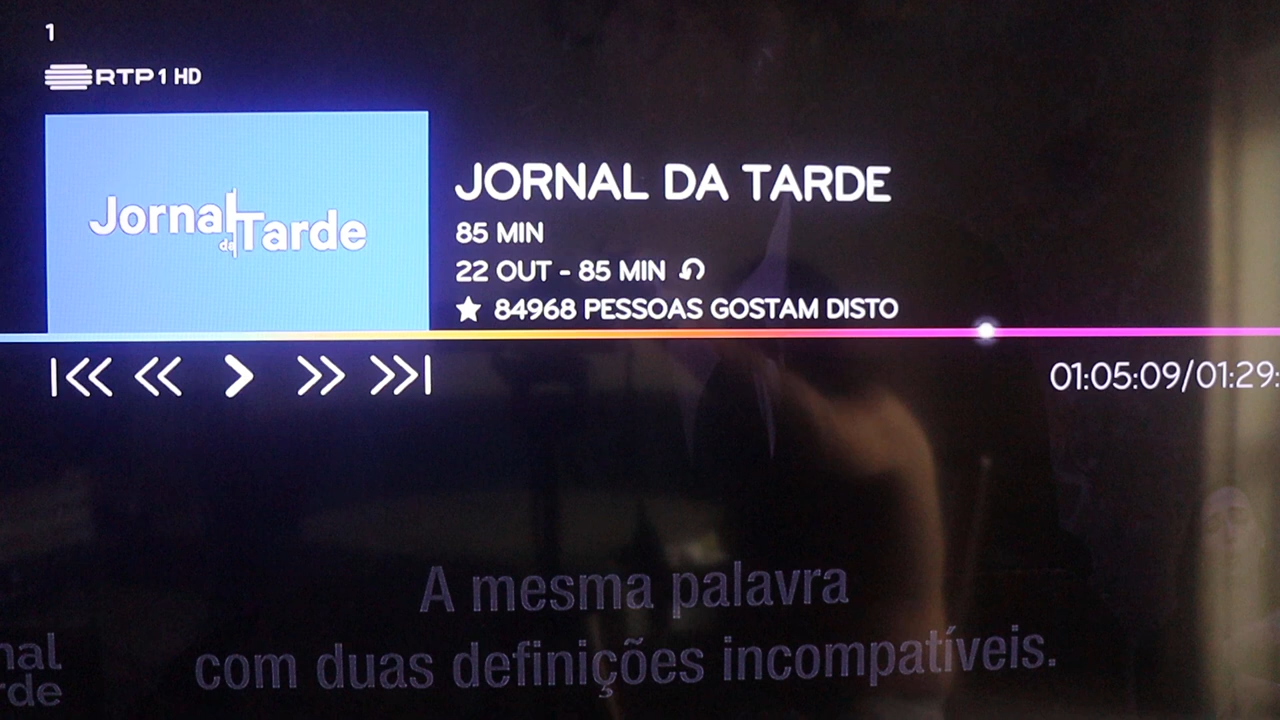 1
RTP1 HD
Jornal da Tarde
JORNAL DA TARDE
85 MIN
22 OUT - 85 MIN
84968 PESSOAS GOSTAM DISTO
01:05:09/01:29:
A mesma palavra
com duas definições incompatíveis.
nal
rde